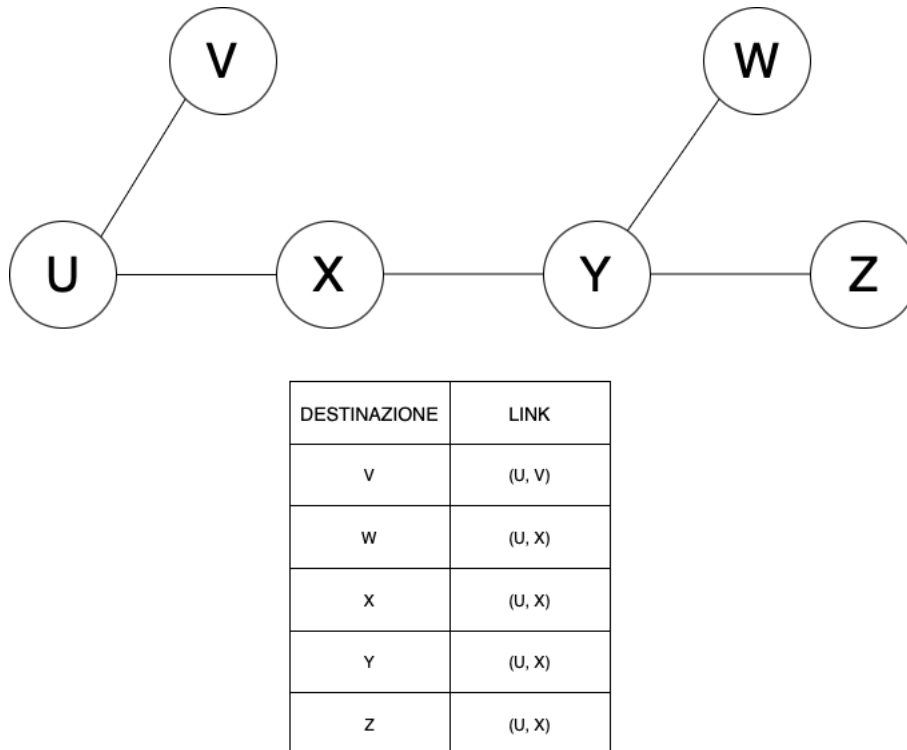 V W
U X Y Z
DESTINAZIONE LINK
V (U, V)
W (U, X)
X (U, X)
Y (U, X)
Z (U, X)